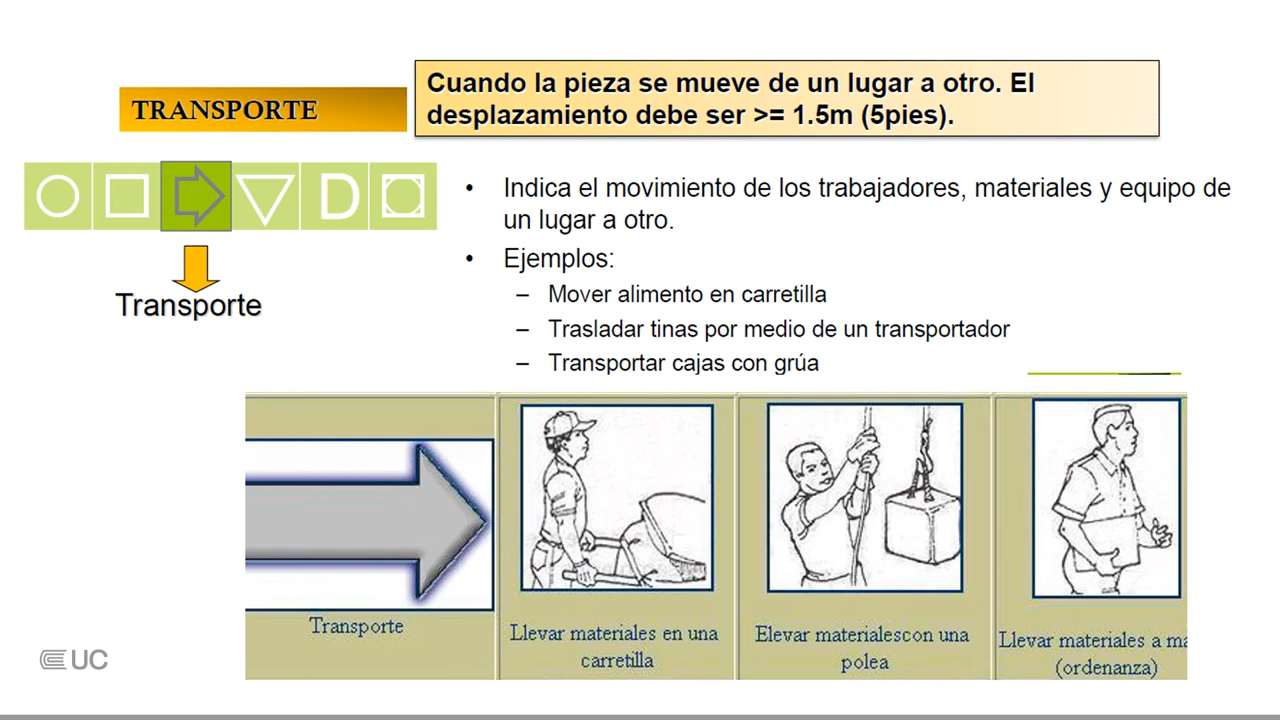 TRANSPORTE
Cuando la pieza se mueve de un lugar a otro. El
desplazamiento debe ser >= 1.5m (5pies).
D
Transporte
• Indica el movimiento de los trabajadores, materiales y equipo de
un lugar a otro.
• Ejemplos:
– Mover alimento en carretilla
– Trasladar tinas por medio de un transportador
– Transportar cajas con grúa
Transporte
Llevar materiales en una
carretilla
Elevar materialescon una
polea
Llevar materiales a ma
(ordenanza)
UC